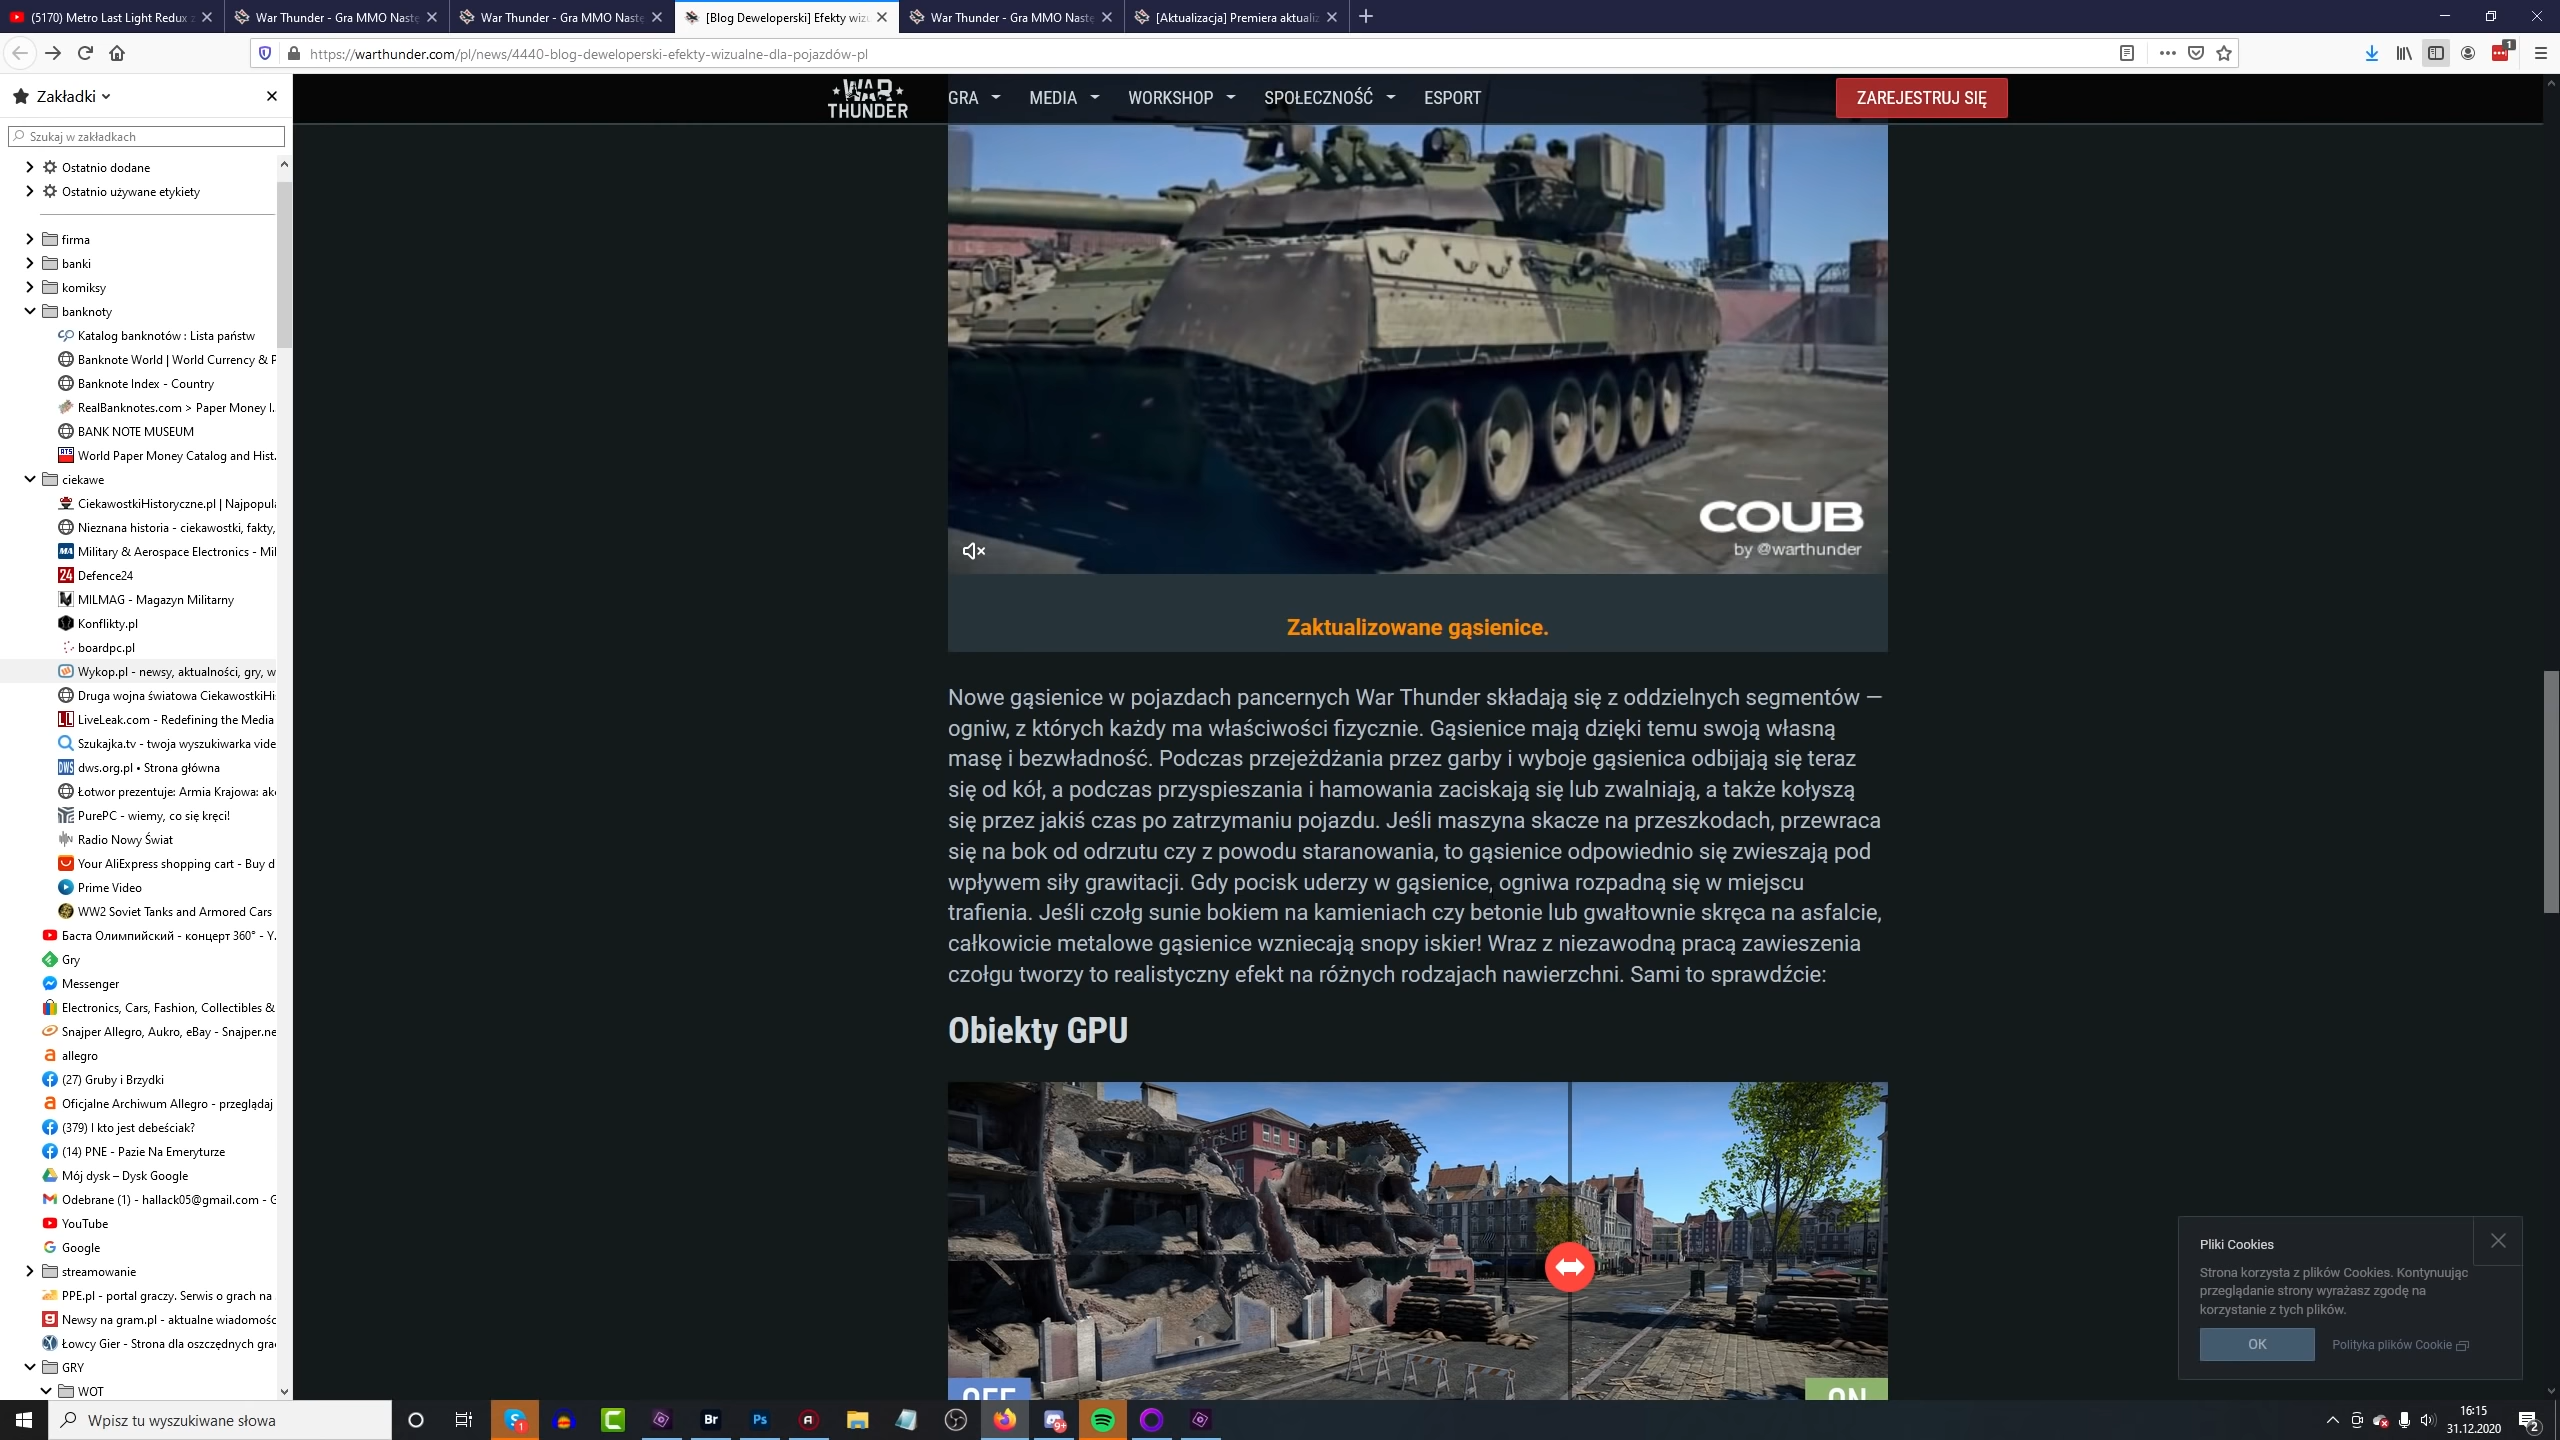 (5170) Metro Last Light Redux z
War Thunder - Gra MMO Nastę
War Thunder - Gra MMO Nastę
[Blog Deweloperski] Efekty wizu
War Thunder - Gra MMO Nastę
[Aktualizacja] Premiera aktualiz
https://warthunder.com/pl/news/4440-blog-deweloperski-efekty-wizualne-dla-pojazdów-pl
1
Zakładki
Szukaj w zakładkach
Ostatnio dodane
Ostatnio używane etykiety
firma
banki
komiksy
banknoty
Katalog banknotów : Lista państw
Banknote World | World Currency & P
Banknote Index - Country
RealBanknotes.com > Paper Money I...
BANK NOTE MUSEUM
World Paper Money Catalog and Hist...
ciekawe
CiekawostkiHistoryczne.pl | Najpopula
Nieznana historia - ciekawostki, fakty,
Military & Aerospace Electronics - Mil
Defence24
MILMAG - Magazyn Militarny
Konflikty.pl
boardpc.pl
Wykop.pl - newsy, aktualności, gry, w
Druga wojna światowa CiekawostkiHi
LiveLeak.com - Redefining the Media
Szukajka.tv - twoja wyszukiwarka vide
dws.org.pl • Strona główna
Łotwor prezentuje: Armia Krajowa: ak
PurePC - wiemy, co się kręci!
Radio Nowy Świat
Your AliExpress shopping cart - Buy d
Prime Video
WW2 Soviet Tanks and Armored Cars
Баста Олимпийский - концерт 360° - Y...
Gry
Messenger
Electronics, Cars, Fashion, Collectibles &
Snajper Allegro, Aukro, eBay - Snajper.ne
allegro
(27) Gruby i Brzydki
Oficjalne Archiwum Allegro - przeglądaj
(379) I kto jest debeściak?
(14) PNE - Pazie Na Emeryturze
Mój dysk – Dysk Google
Odebrane (1) - hallack05@gmail.com - G
YouTube
Google
streamowanie
PPE.pl - portal graczy. Serwis o grach na
Newsy na gram.pl - aktualne wiadomośc
Łowcy Gier - Strona dla oszczędnych gra
GRY
WOT
WAR THUNDER
GRA
MEDIA
WORKSHOP
SPOŁECZNOŚĆ
ESPORT
ZAREJESTRUJ SIĘ
COUB
by @warthunder
Zaktualizowane gąsienice.
Nowe gąsienice w pojazdach pancernych War Thunder składają się z oddzielnych segmentów —
ogniw, z których każdy ma właściwości fizycznie. Gąsienice mają dzięki temu swoją własną
masę i bezwładność. Podczas przejeżdżania przez garby i wyboje gąsienica odbijają się teraz
się od kół, a podczas przyspieszania i hamowania zaciskają się lub zwalniają, a także kołyszą
się przez jakiś czas po zatrzymaniu pojazdu. Jeśli maszyna skacze na przeszkodach, przewraca
się na bok od odrzutu czy z powodu staranowania, to gąsienice odpowiednio się zwieszają pod
wpływem siły grawitacji. Gdy pocisk uderzy w gąsienice, ogniwa rozpadną się w miejscu
trafienia. Jeśli czołg sunie bokiem na kamieniach czy betonie lub gwałtownie skręca na asfalcie,
całkowicie metalowe gąsienice wzniecają snopy iskier! Wraz z niezawodną pracą zawieszenia
czołgu tworzy to realistyczny efekt na różnych rodzajach nawierzchni. Sami to sprawdźcie:
Obiekty GPU
OFF
ON
Pliki Cookies
Strona korzysta z plików Cookies. Kontynuując
przeglądanie strony wyrażasz zgodę na
korzystanie z tych plików.
OK
Polityka plików Cookie
Wpisz tu wyszukiwane słowa
1
Br
Ps
9+
16:15
31.12.2020
2